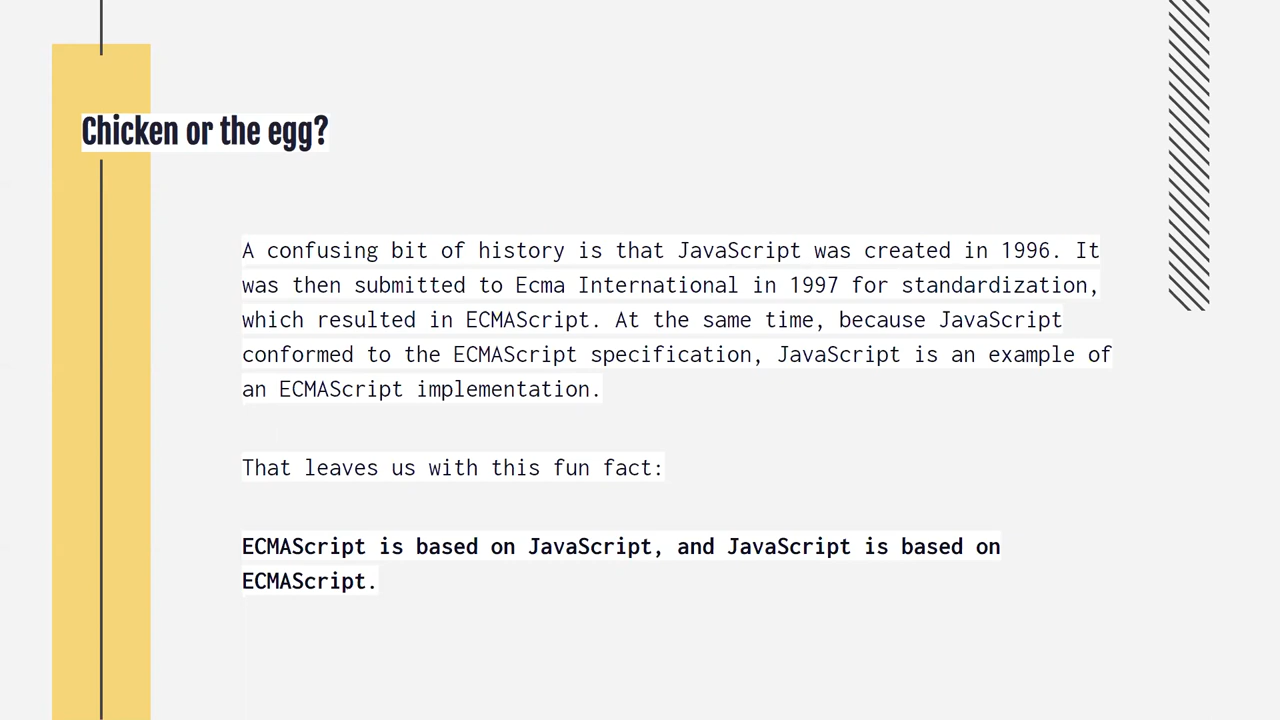 Chicken or the egg?
A confusing bit of history is that JavaScript was created in 1996. It
was then submitted to Ecma International in 1997 for standardization,
which resulted in ECMAScript. At the same time, because JavaScript
conformed to the ECMAScript specification, JavaScript is an example of
an ECMAScript implementation.
That leaves us with this fun fact:
ECMAScript is based on JavaScript, and JavaScript is based on
ECMAScript.